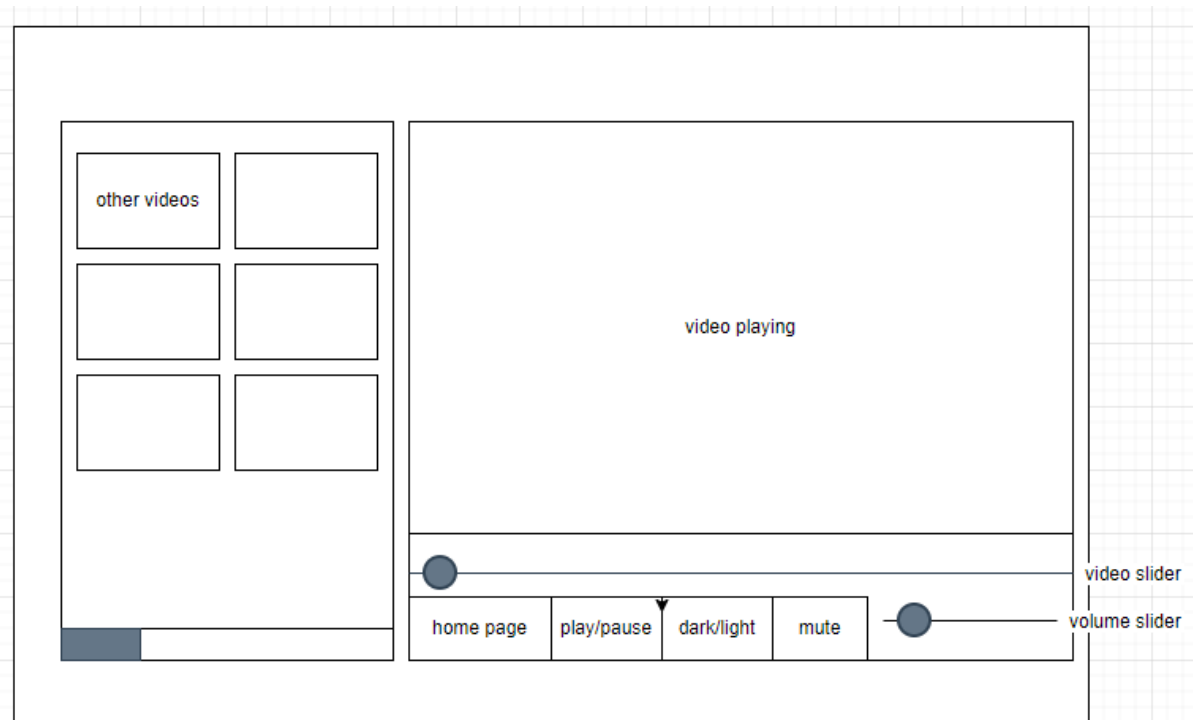 other videos
video playing
video slider
home page
play/pause
dark/light
mute
volume slider